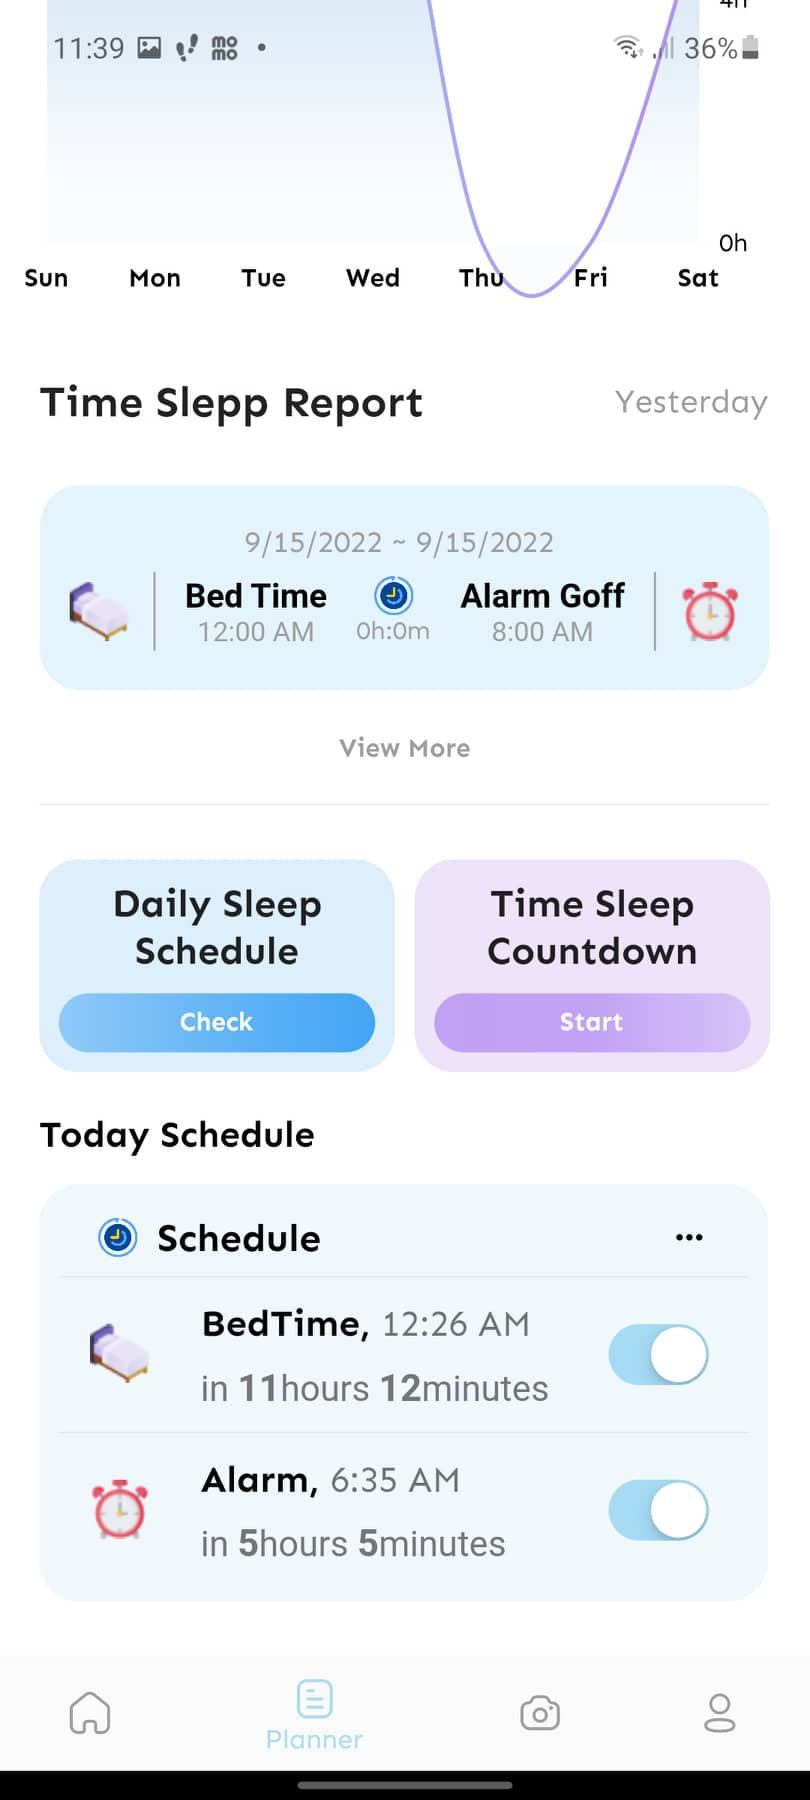 4h
11:39
momo
36%
0h
Sun Mon Tue Wed Thu Fri Sat
Time Slepp Report Yesterday
9/15/2022 ~ 9/15/2022
Bed Time Alarm Goff
12:00 AM 0h:0m 8:00 AM
View More
Daily Sleep
Schedule
Check
Time Sleep
Countdown
Start
Today Schedule
Schedule
BedTime, 12:26 AM
in 11hours 12minutes
Alarm, 6:35 AM
in 5hours 5minutes
Planner